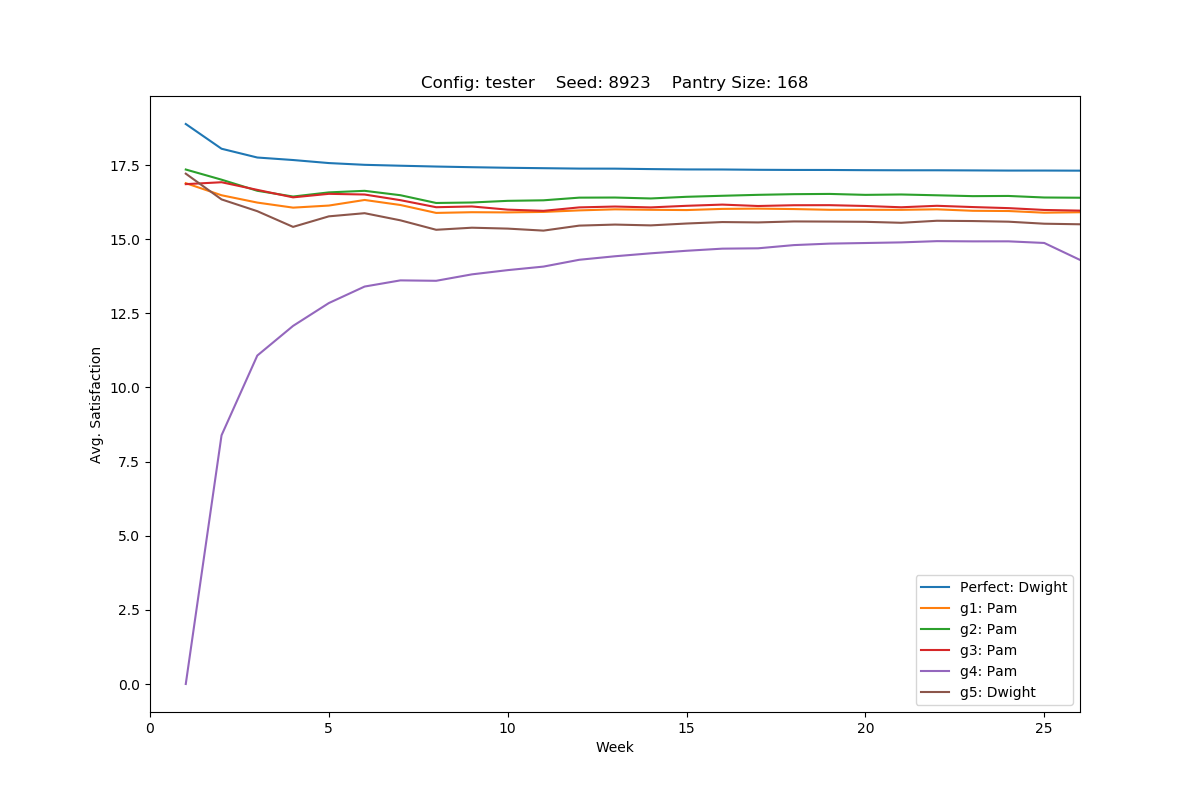 Config: tester    Seed: 8923    Pantry Size: 168
Avg. Satisfaction
17.5
15.0
12.5
10.0
7.5
5.0
2.5
0.0
Perfect: Dwight
g1: Pam
g2: Pam
g3: Pam
g4: Pam
g5: Dwight
0 5 10 15 20 25
Week